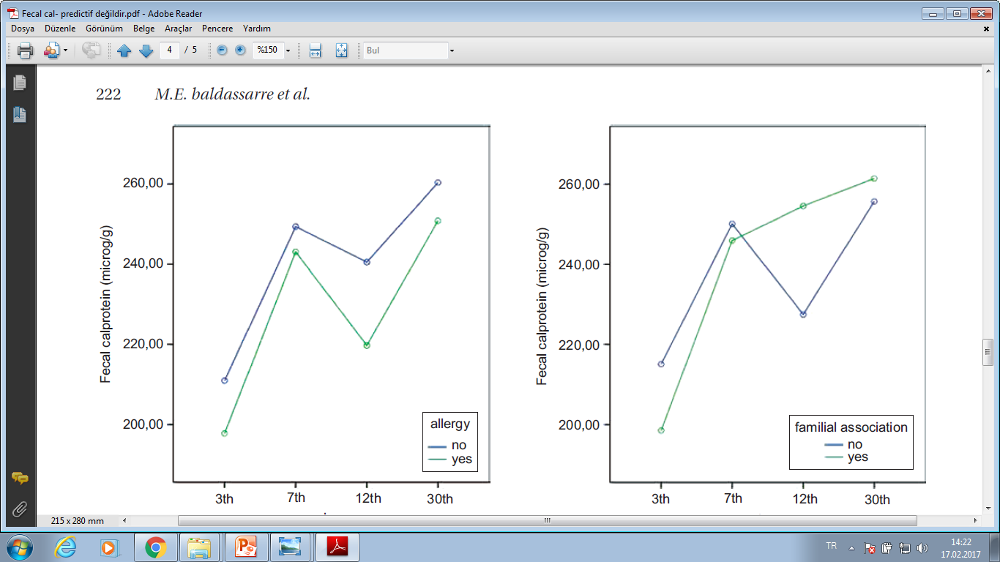 Fecal cal- predictif değildir.pdf - Adobe Reader
Dosya Düzenle Görünüm Belge Araçlar Pencere Yardım
4 / 5 %150 Bul
222 M.E. baldassarre et al.
Fecal calprotein (microg/g)
260,00
240,00
220,00
200,00
3th 7th 12th 30th
allergy
no
yes
Fecal calprotein (microg/g)
260,00
240,00
220,00
200,00
3th 7th 12th 30th
familial association
no
yes
215 x 280 mm
TR
14:22
17.02.2017